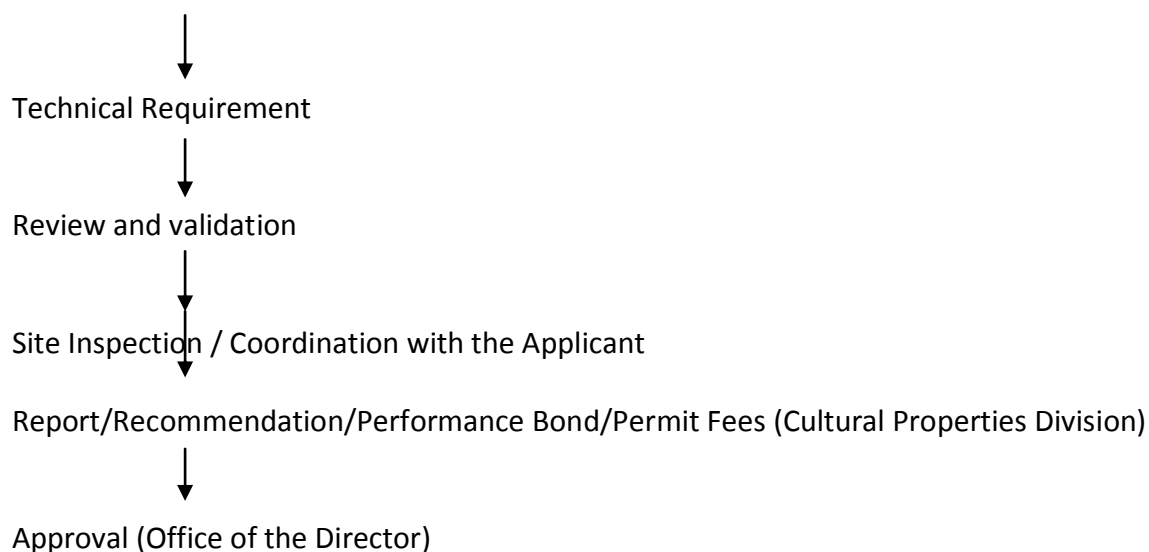 Technical Requirement
Review and validation
Site Inspection / Coordination with the Applicant
Report/Recommendation/Performance Bond/Permit Fees (Cultural Properties Division)
Approval (Office of the Director)